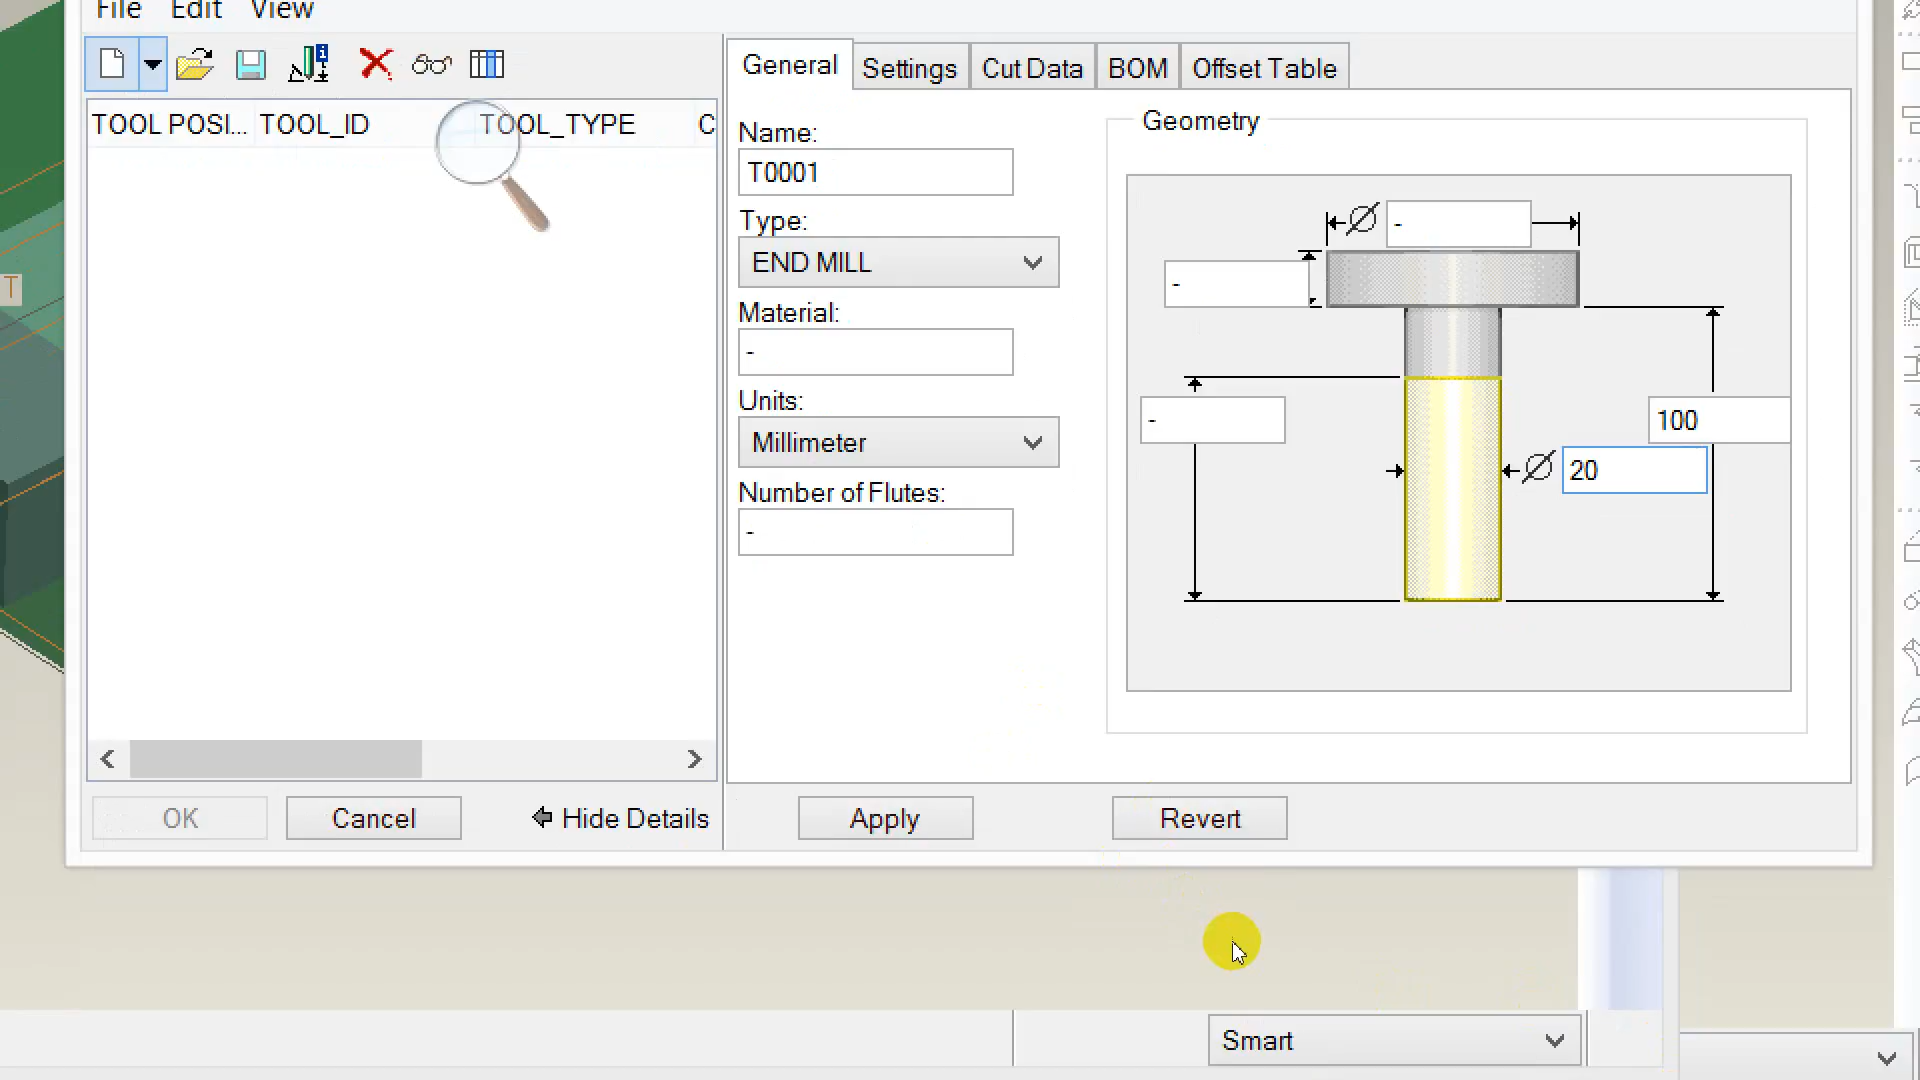 File Edit View
General Settings Cut Data BOM Offset Table
TOOL POSI... TOOL_ID TOOL_TYPE C
Name:
T0001
Type:
END MILL
Material:
-
Units:
Millimeter
Number of Flutes:
-
Geometry
Ø -
-
-
100
Ø 20
T
OK Cancel Hide Details Apply Revert
Smart